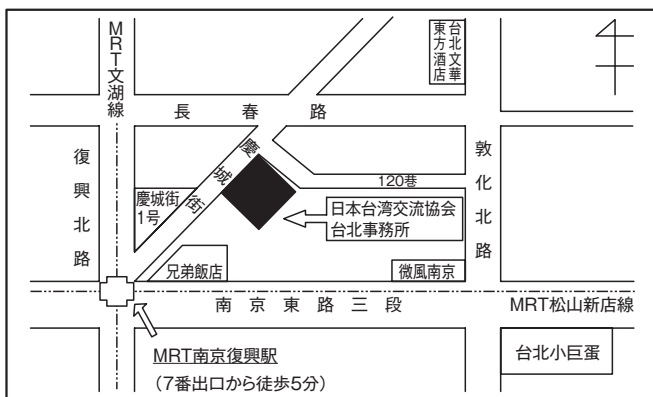 MRT文湖線
台北文華
東方酒店
長春路
復興北路
慶城街
敦化北路
120巷
慶城街
1号
日本台湾交流協会
台北事務所
兄弟飯店
微風南京
南京東路三段
MRT松山新店線
MRT南京復興駅
（7番出口から徒歩5分）
台北小巨蛋